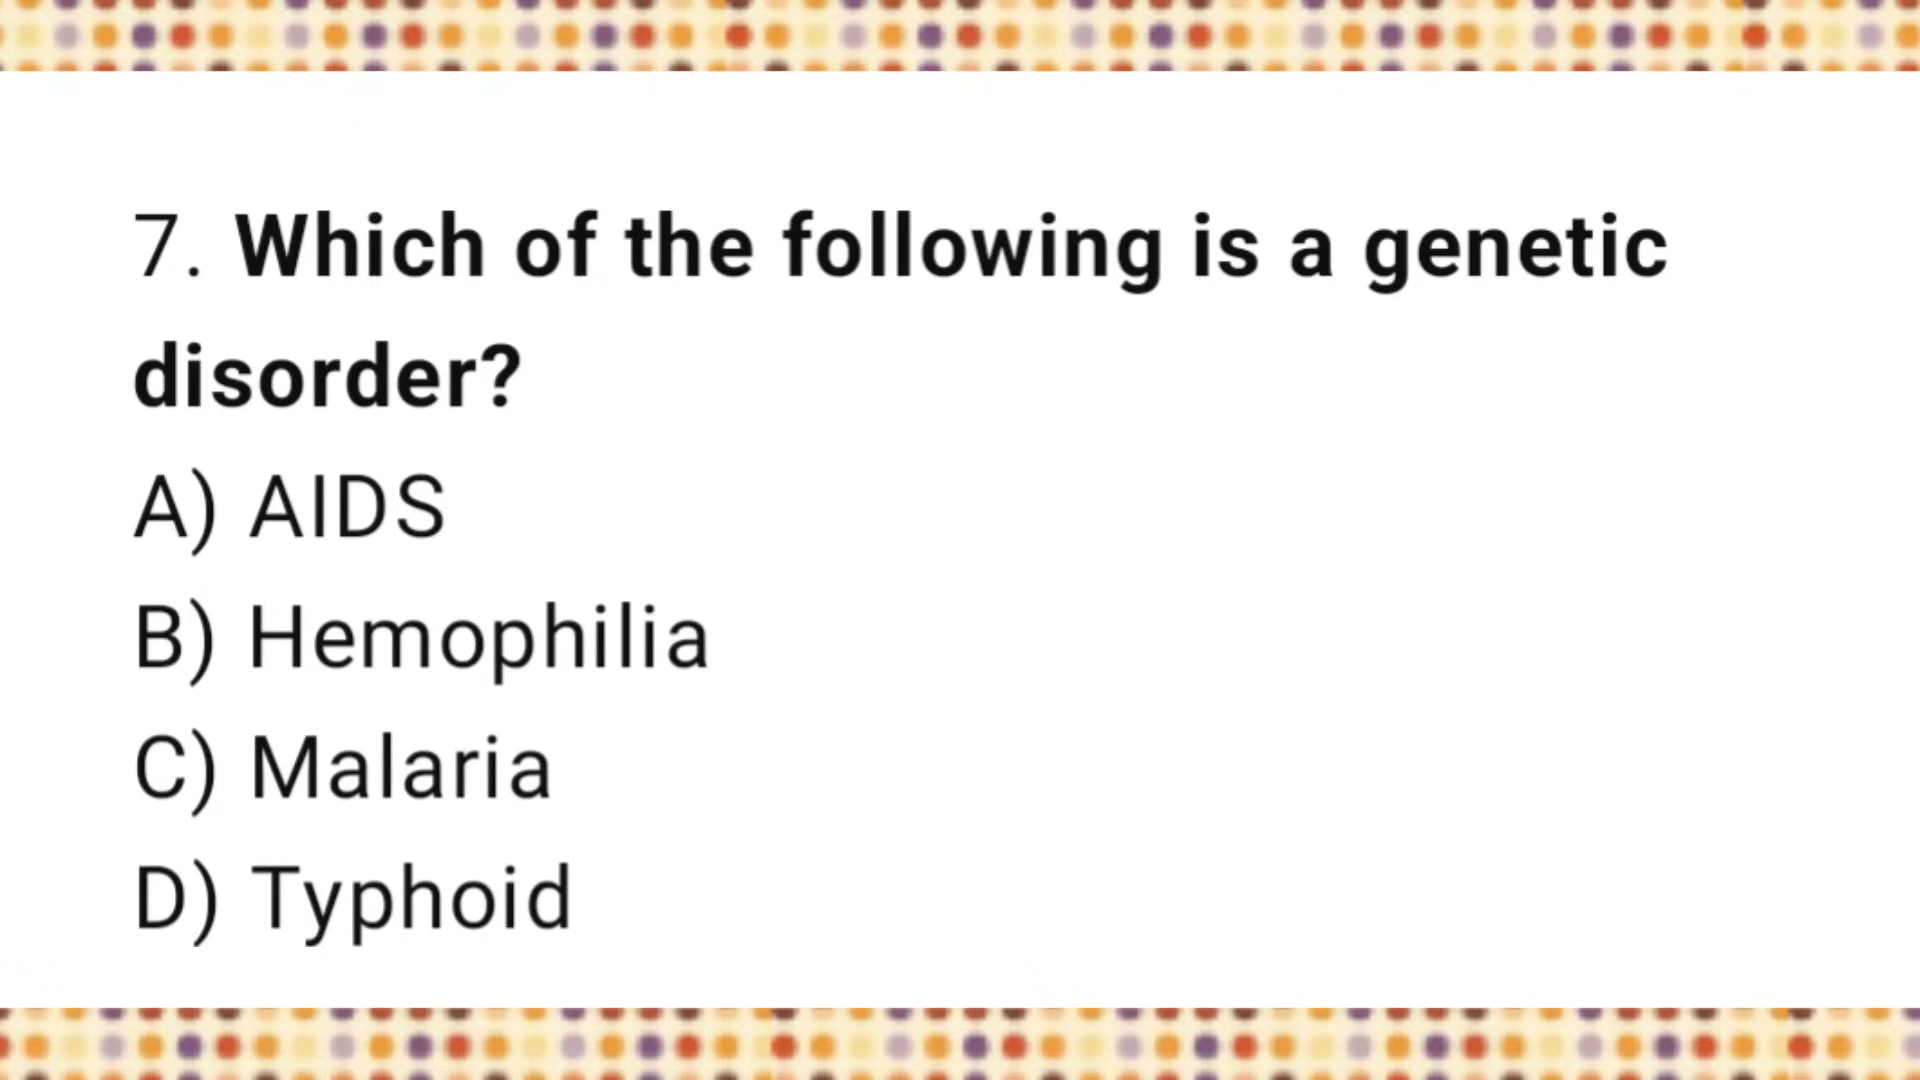 7. Which of the following is a genetic
disorder?
A) AIDS
B) Hemophilia
C) Malaria
D) Typhoid